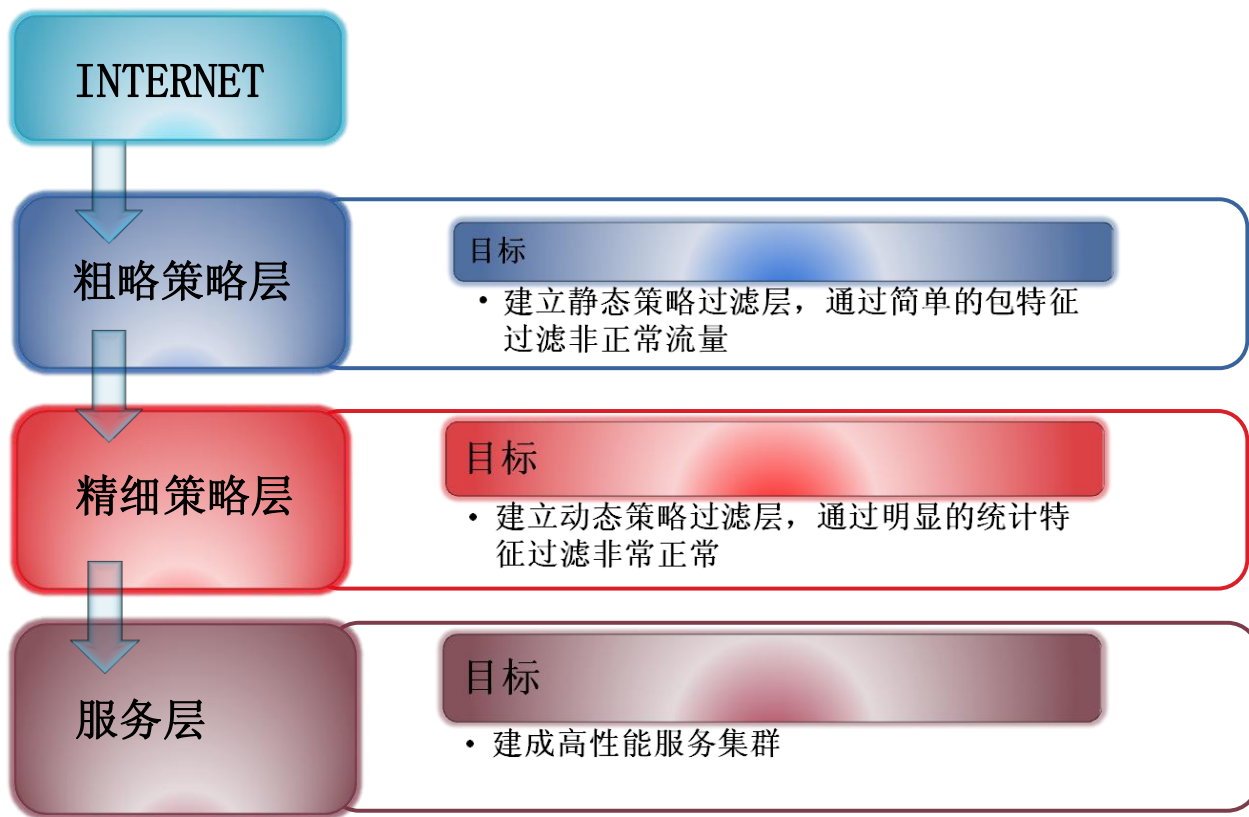 INTERNET
粗略策略层
目标
• 建立静态策略过滤层，通过简单的包特征
过滤非正常流量
精细策略层
目标
• 建立动态策略过滤层，通过明显的统计特
征过滤非常正常
服务层
目标
• 建成高性能服务集群